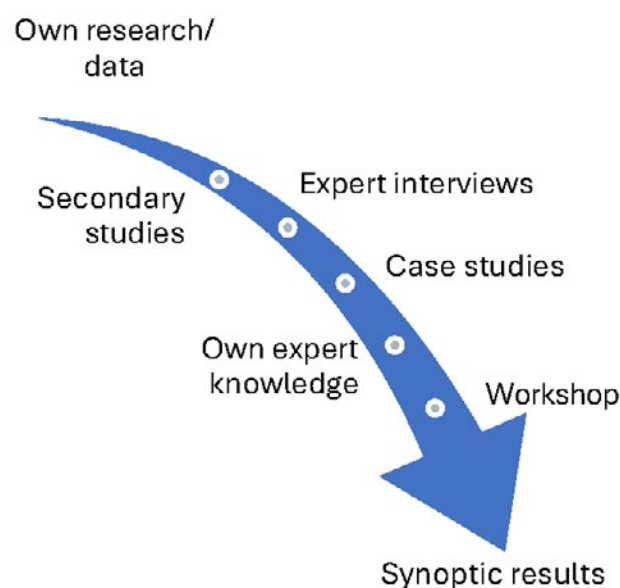 Own research/
data
Secondary
studies
Expert interviews
Case studies
Own expert
knowledge
Workshop
Synoptic results